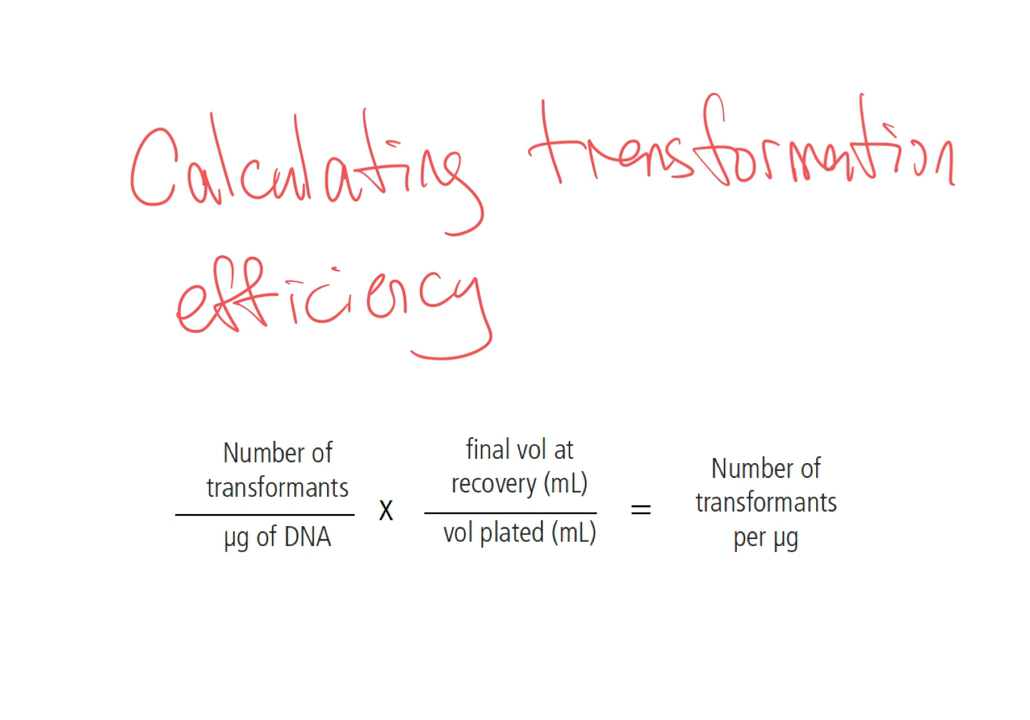 Calculating transformation
efficiency
Number of
transformants
µg of DNA
X
final vol at
recovery (mL)
vol plated (mL)
=
Number of
transformants
per µg